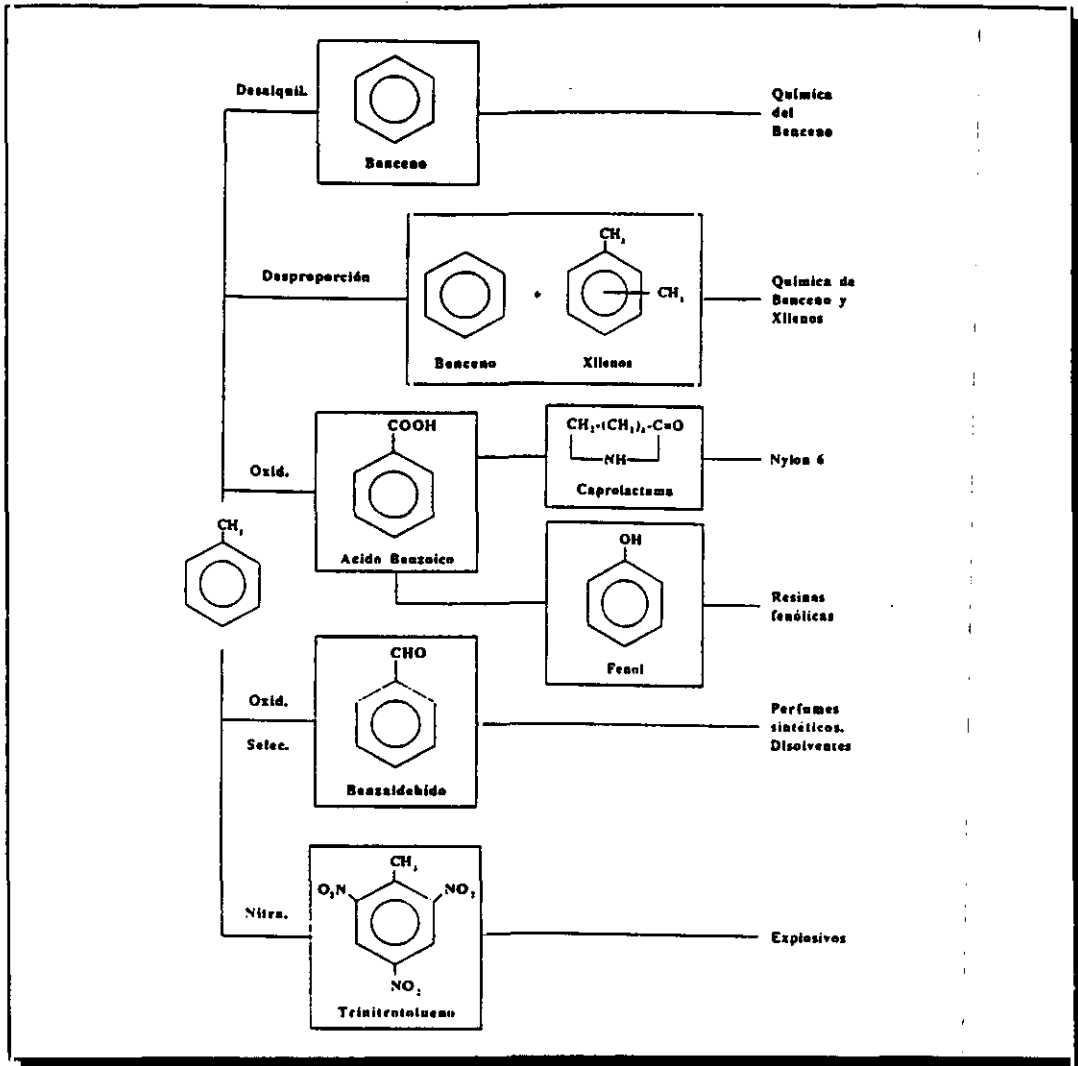 Desalquil.
Benceno
Química
del
Benceno
Desproporción
CH3
CH3
+
Benceno
Xilenos
Química de
Benceno y
Xilenos
Oxid.
COOH
Acido Benzoico
CH2-(CH2)4-C=O
NH
Caprolactama
Nylon 6
CH3
OH
Fenol
Resinas
fenólicas
Oxid.
Selec.
CHO
Benzaldehído
Perfumes
sintéticos.
Disolventes
Nitra.
CH3
O2N
NO2
NO2
Trinitrotolueno
Explosivos